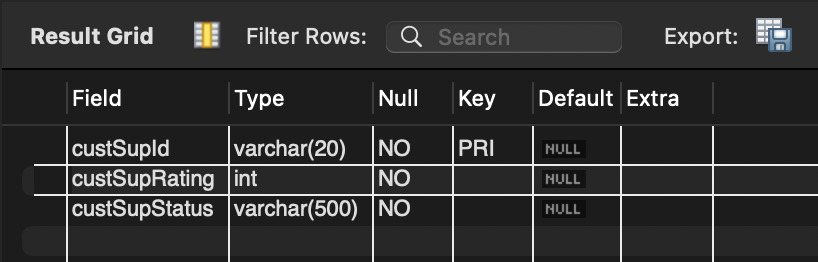 Result Grid Filter Rows: Search Export:
Field Type Null Key Default Extra
custSupId varchar(20) NO PRI NULL
custSupRating int NO NULL
custSupStatus varchar(500) NO NULL